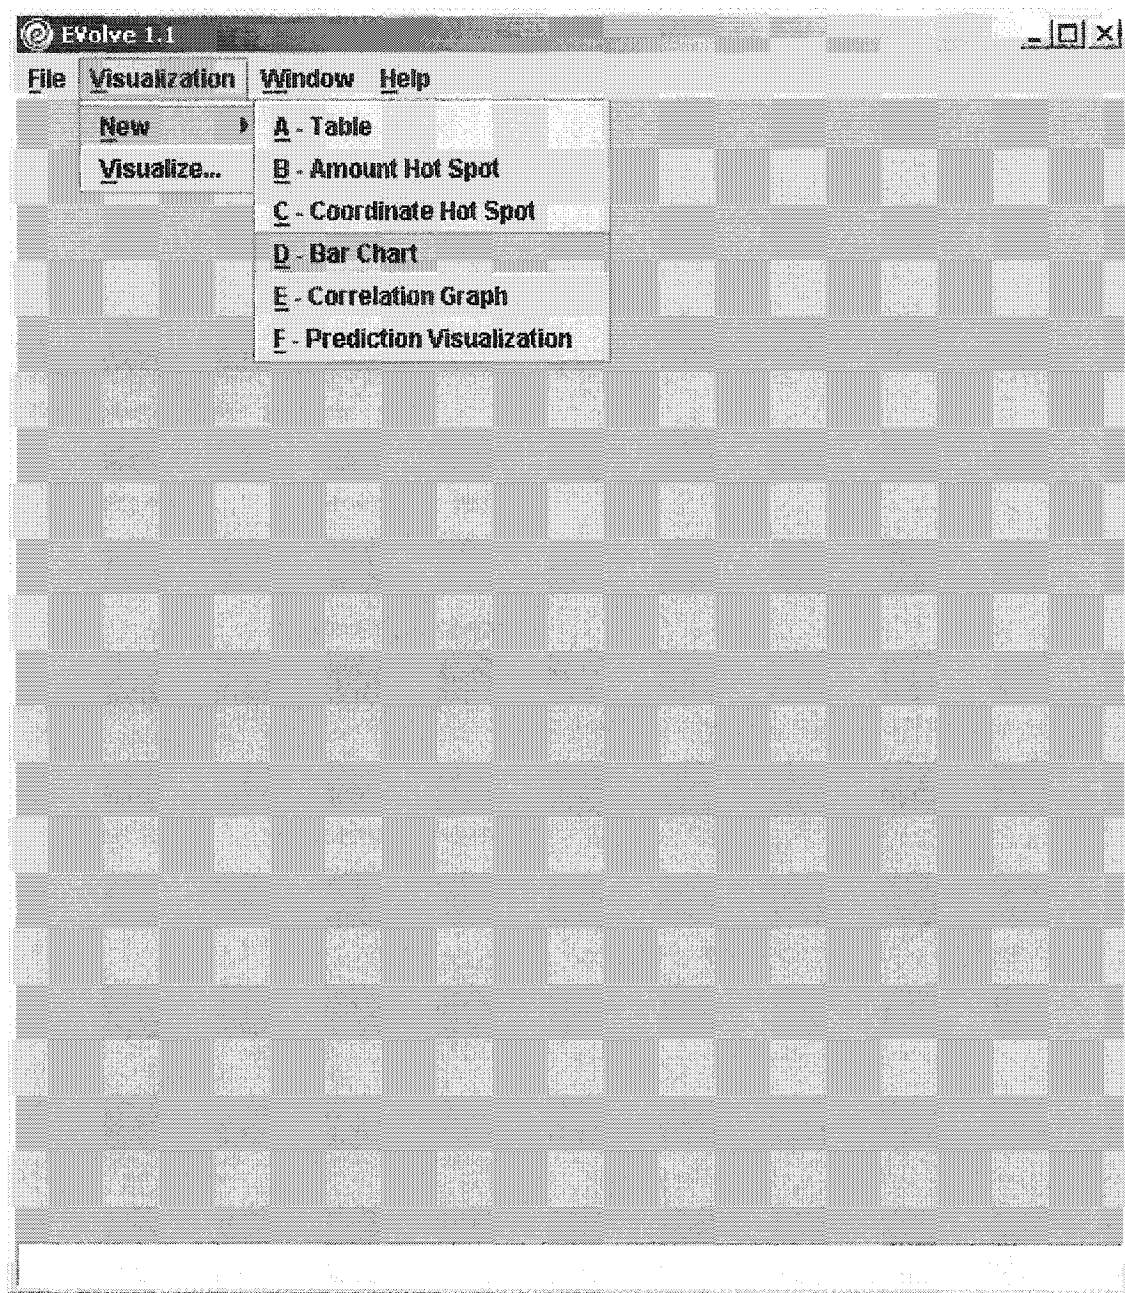 EVolve 1.1
File Visualization Window Help
New A - Table
Visualize... B - Amount Hot Spot
C - Coordinate Hot Spot
D - Bar Chart
E - Correlation Graph
F - Prediction Visualization